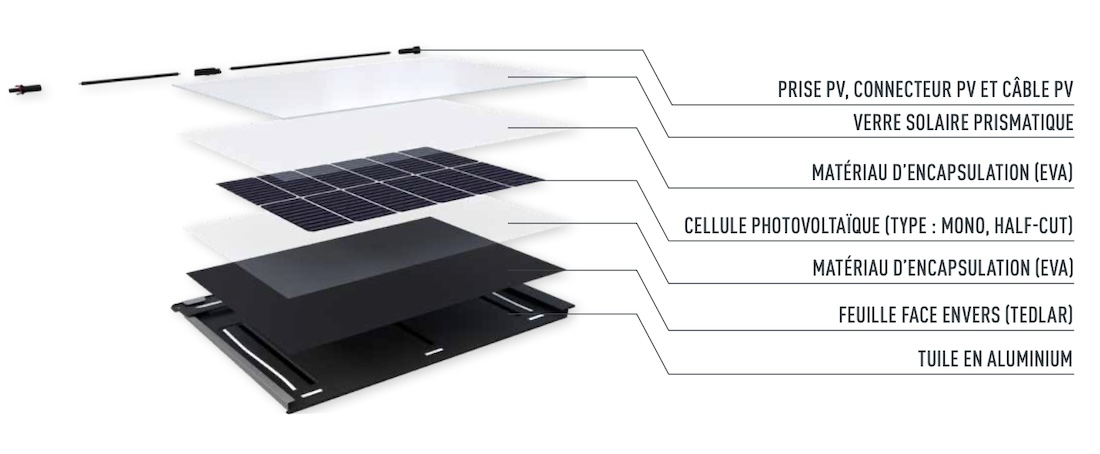 PRISE PV, CONNECTEUR PV ET CÂBLE PV
VERRE SOLAIRE PRISMATIQUE
MATÉRIAU D'ENCAPSULATION (EVA)
CELLULE PHOTOVOLTAÏQUE (TYPE : MONO, HALF-CUT)
MATÉRIAU D'ENCAPSULATION (EVA)
FEUILLE FACE ENVERS (TEDLAR)
TUILE EN ALUMINIUM